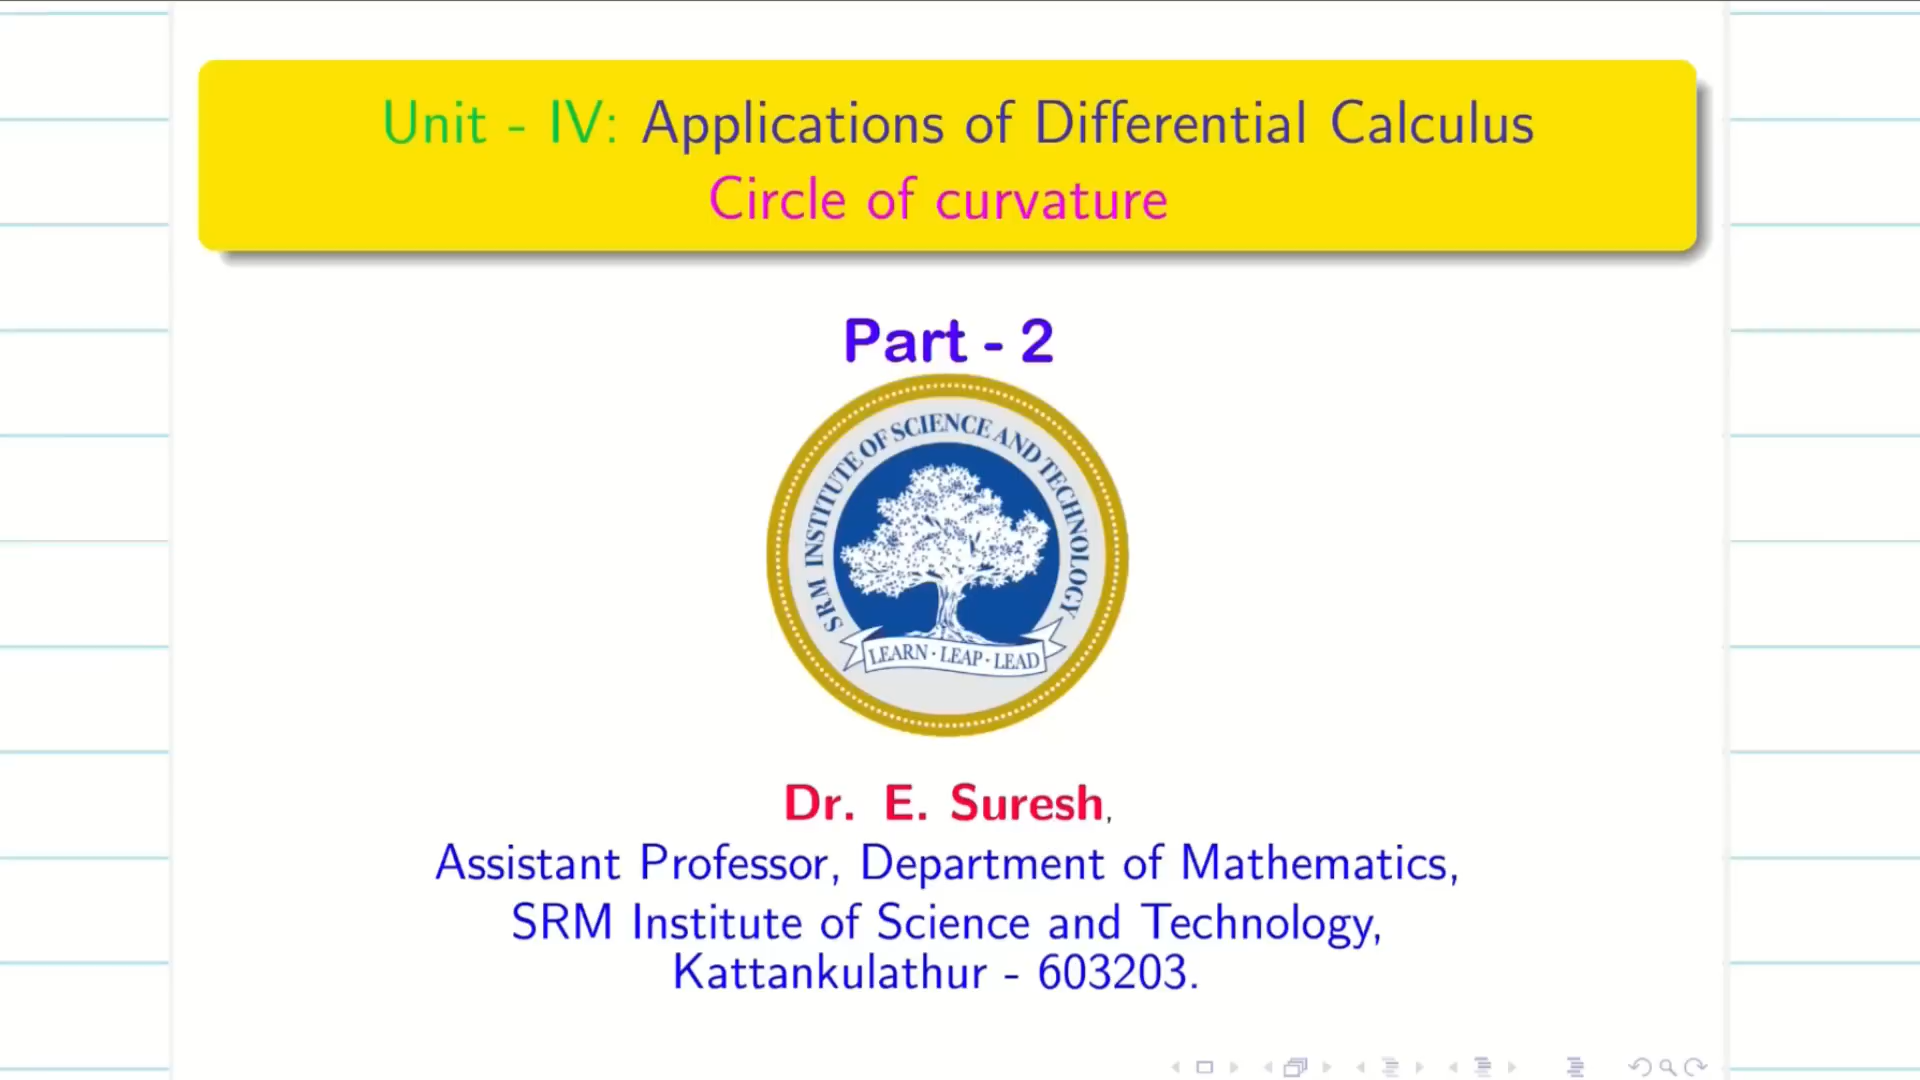 Unit - IV: Applications of Differential Calculus
Circle of curvature
Part - 2
SRM INSTITUTE OF SCIENCE AND TECHNOLOGY
LEARN · LEAP · LEAD
Dr. E. Suresh,
Assistant Professor, Department of Mathematics,
SRM Institute of Science and Technology,
Kattankulathur - 603203.